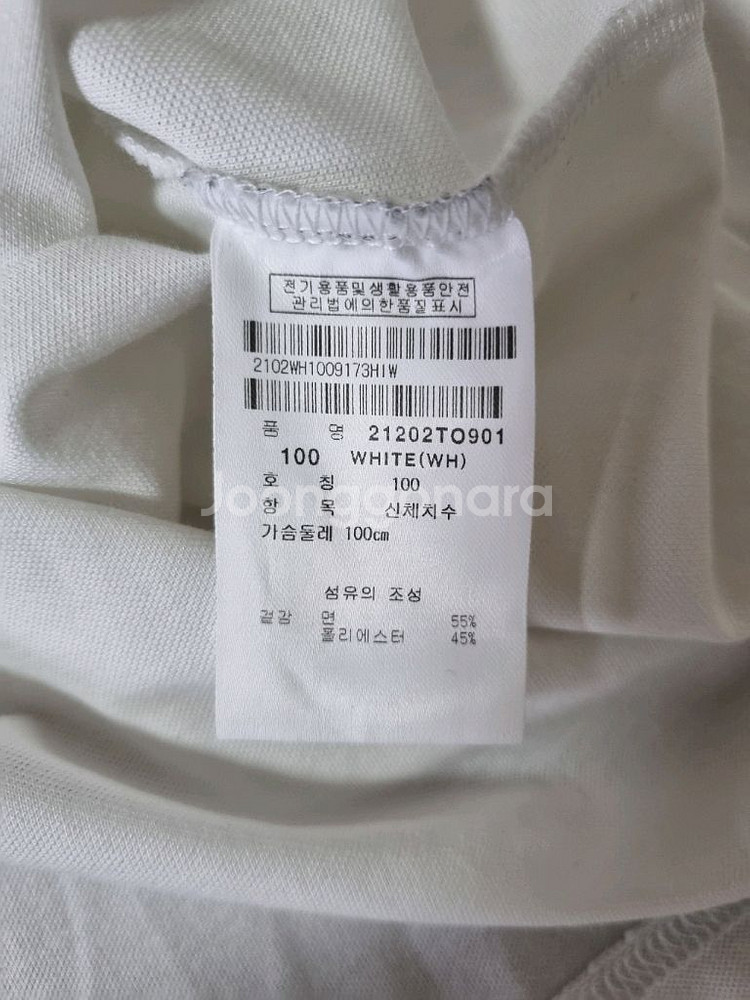 전기용품및생활용품안전
관리법에의한품질표시
2102WH1009173HIW
품 명 21202TO901
100 WHITE(WH)
호 칭 100
Joonggonara
항 목 신체치수
가슴둘레 100cm
섬유의 조성
겉감 면 55%
폴리에스터 45%